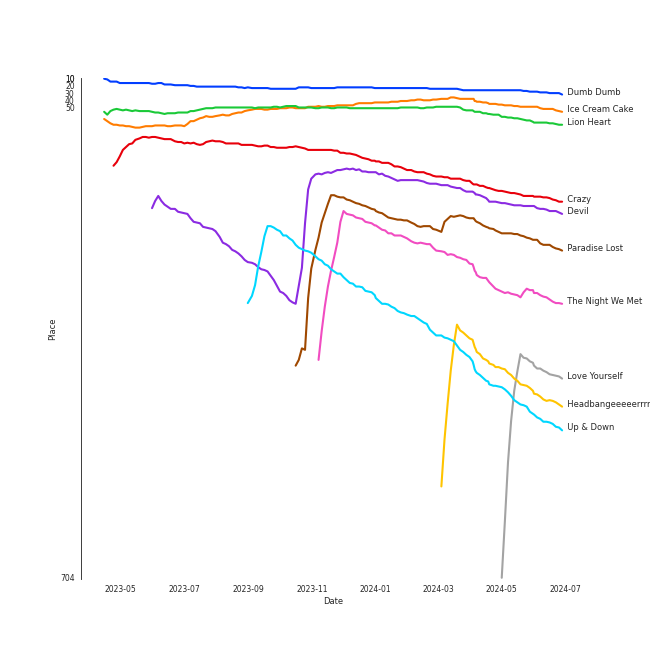 10
20
30
40
50
704
Place
Dumb Dumb
Ice Cream Cake
Lion Heart
Crazy
Devil
Paradise Lost
The Night We Met
Love Yourself
Headbangeeeeerrrr
Up & Down
2023-05
2023-07
2023-09
2023-11
2024-01
2024-03
2024-05
2024-07
Date